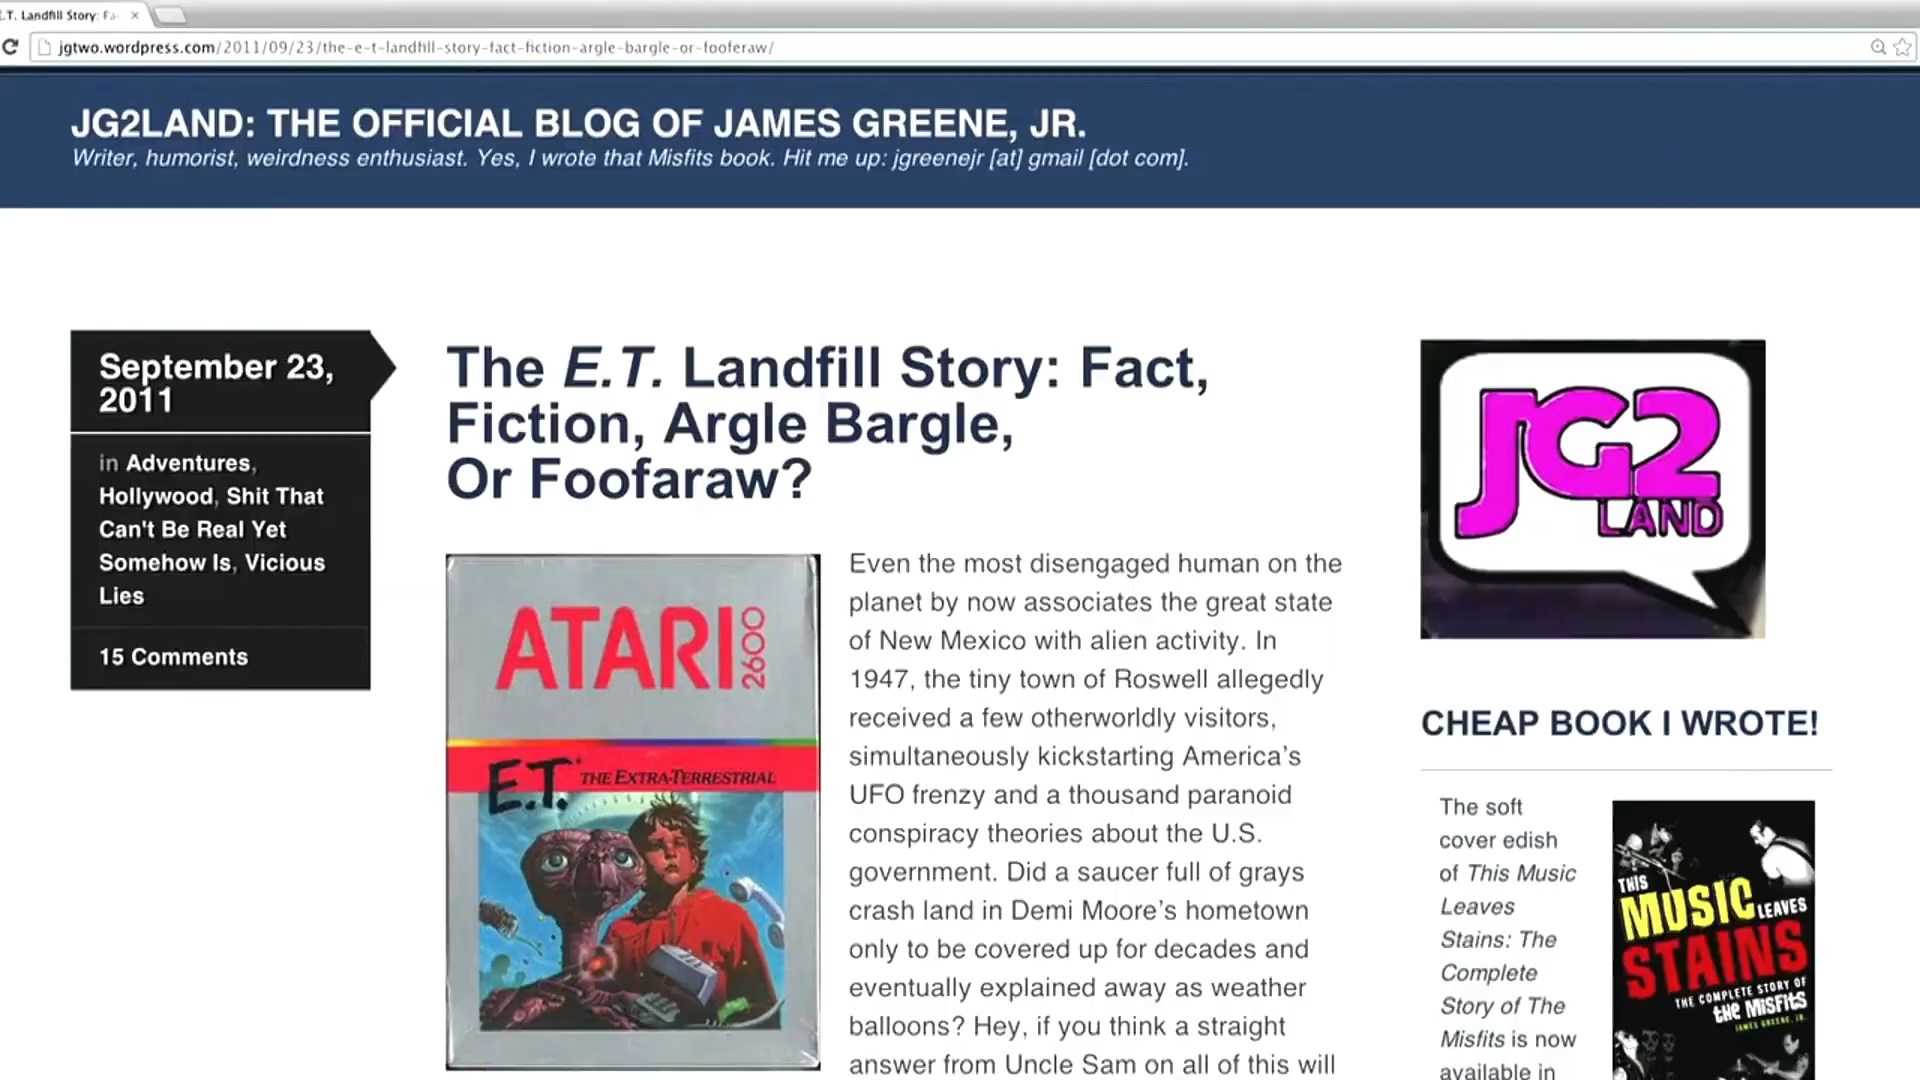 E.T. Landfill Story: Fa
jgtwo.wordpress.com/2011/09/23/the-e-t-landfill-story-fact-fiction-argle-bargle-or-fooferaw/
JG2LAND: THE OFFICIAL BLOG OF JAMES GREENE, JR.
Writer, humorist, weirdness enthusiast. Yes, I wrote that Misfits book. Hit me up: jgreenejr [at] gmail [dot com].
September 23,
2011
in Adventures,
Hollywood, Shit That
Can't Be Real Yet
Somehow Is, Vicious
Lies
15 Comments
The E.T. Landfill Story: Fact,
Fiction, Argle Bargle,
Or Foofaraw?
ATARI 2600
E.T. THE EXTRA-TERRESTRIAL
Even the most disengaged human on the
planet by now associates the great state
of New Mexico with alien activity. In
1947, the tiny town of Roswell allegedly
received a few otherworldly visitors,
simultaneously kickstarting America’s
UFO frenzy and a thousand paranoid
conspiracy theories about the U.S.
government. Did a saucer full of grays
crash land in Demi Moore’s hometown
only to be covered up for decades and
eventually explained away as weather
balloons? Hey, if you think a straight
answer from Uncle Sam on all of this will
JG2
LAND
CHEAP BOOK I WROTE!
The soft
cover edish
of This Music
Leaves
Stains: The
Complete
Story of The
Misfits is now
available in
THIS
MUSIC LEAVES
STAINS
THE COMPLETE STORY OF
the MISFITS
JAMES GREENE, JR.